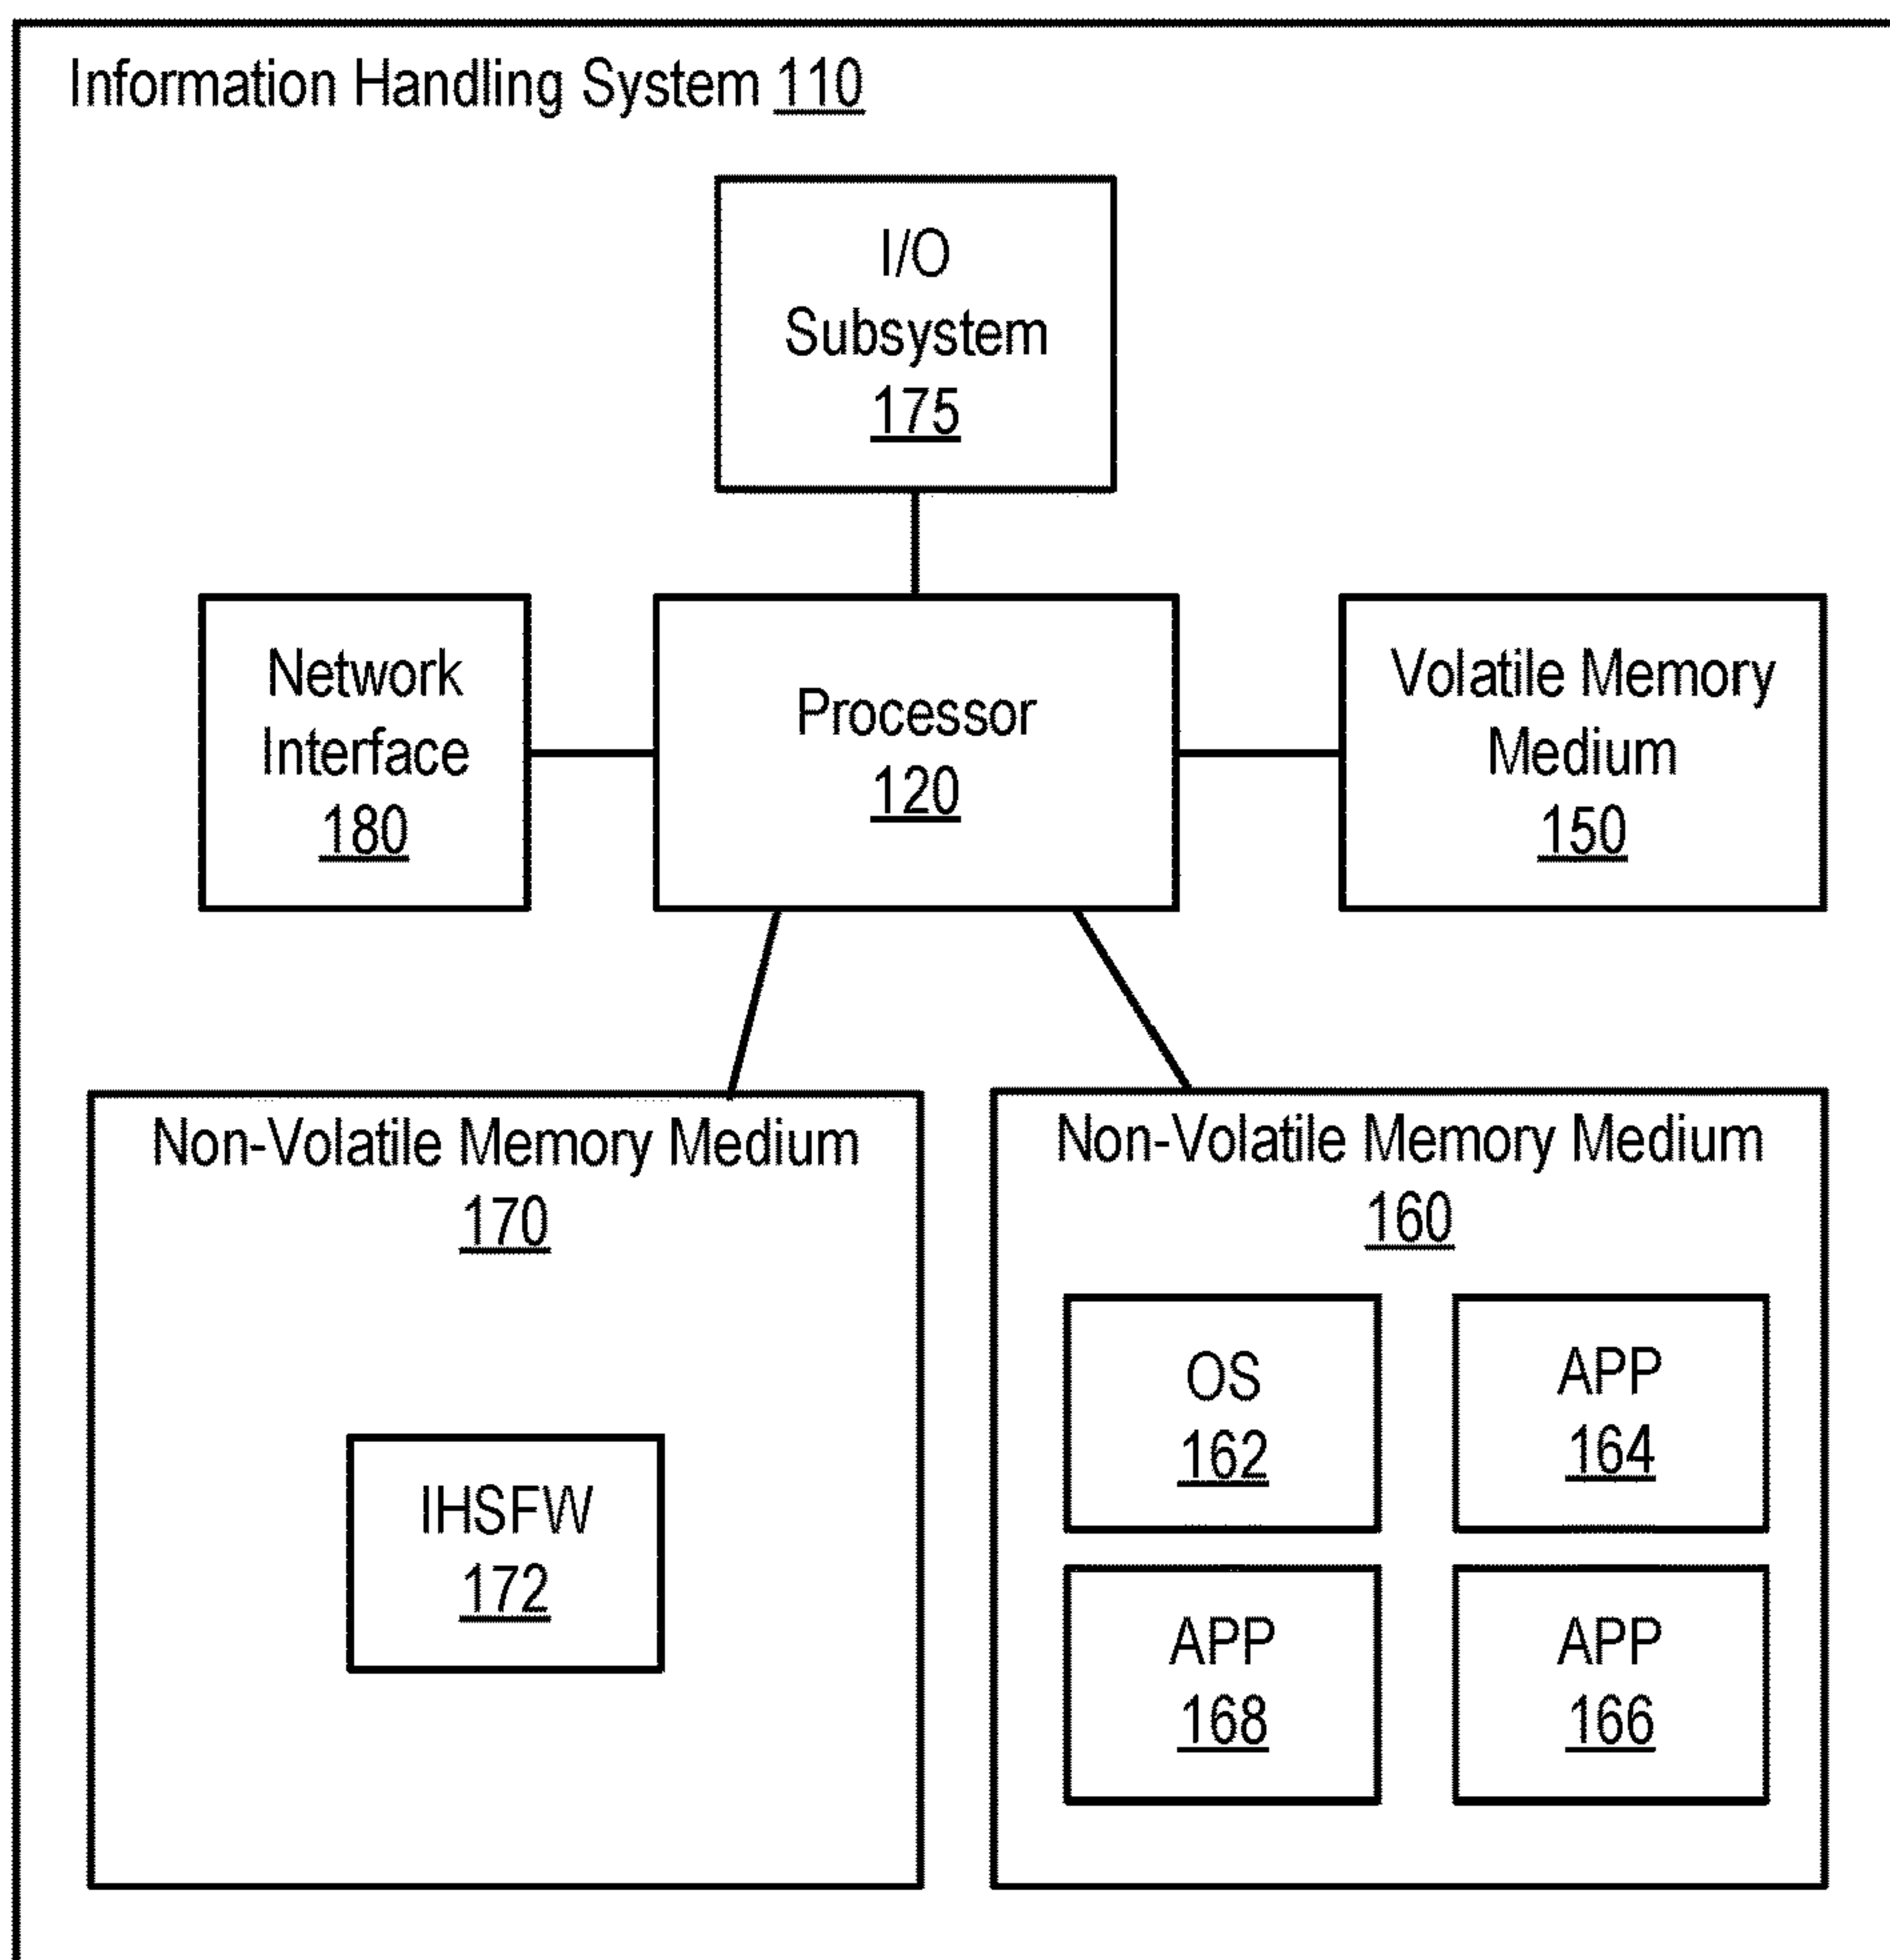 Information Handling System 110
I/O
Subsystem
175
Network
Interface
180
Processor
120
Volatile Memory
Medium
150
Non-Volatile Memory Medium
170
IHSFW
172
Non-Volatile Memory Medium
160
OS
162
APP
164
APP
168
APP
166